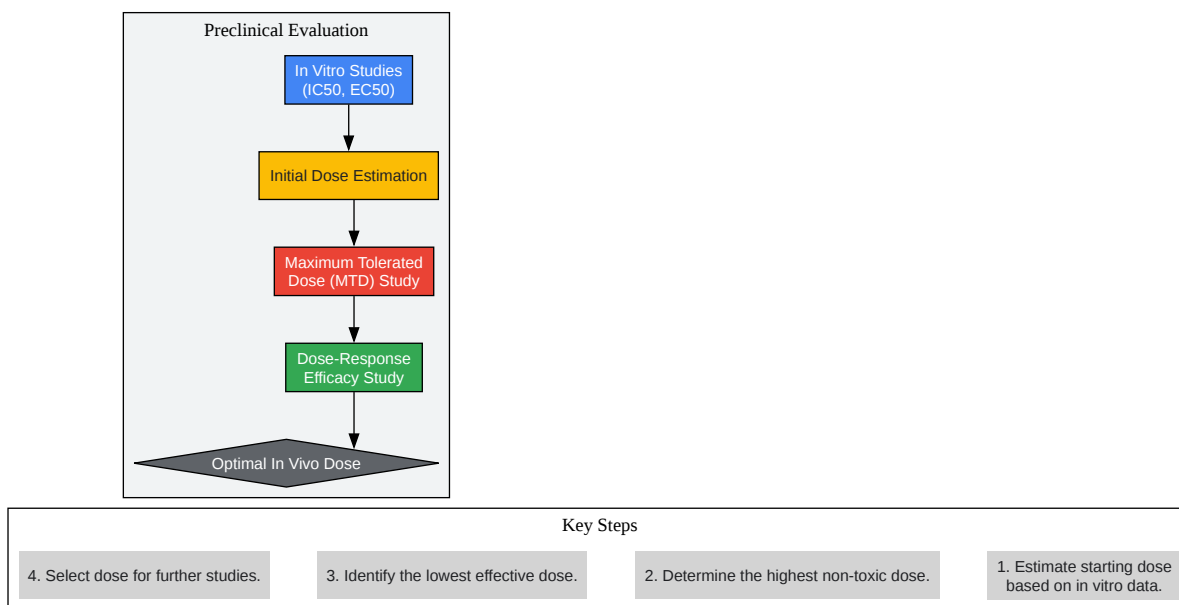 Preclinical Evaluation
In Vitro Studies
(IC50, EC50)
Initial Dose Estimation
Maximum Tolerated
Dose (MTD) Study
Dose-Response
Efficacy Study
Optimal In Vivo Dose
Key Steps
4. Select dose for further studies.
3. Identify the lowest effective dose.
2. Determine the highest non-toxic dose.
1. Estimate starting dose
based on in vitro data.